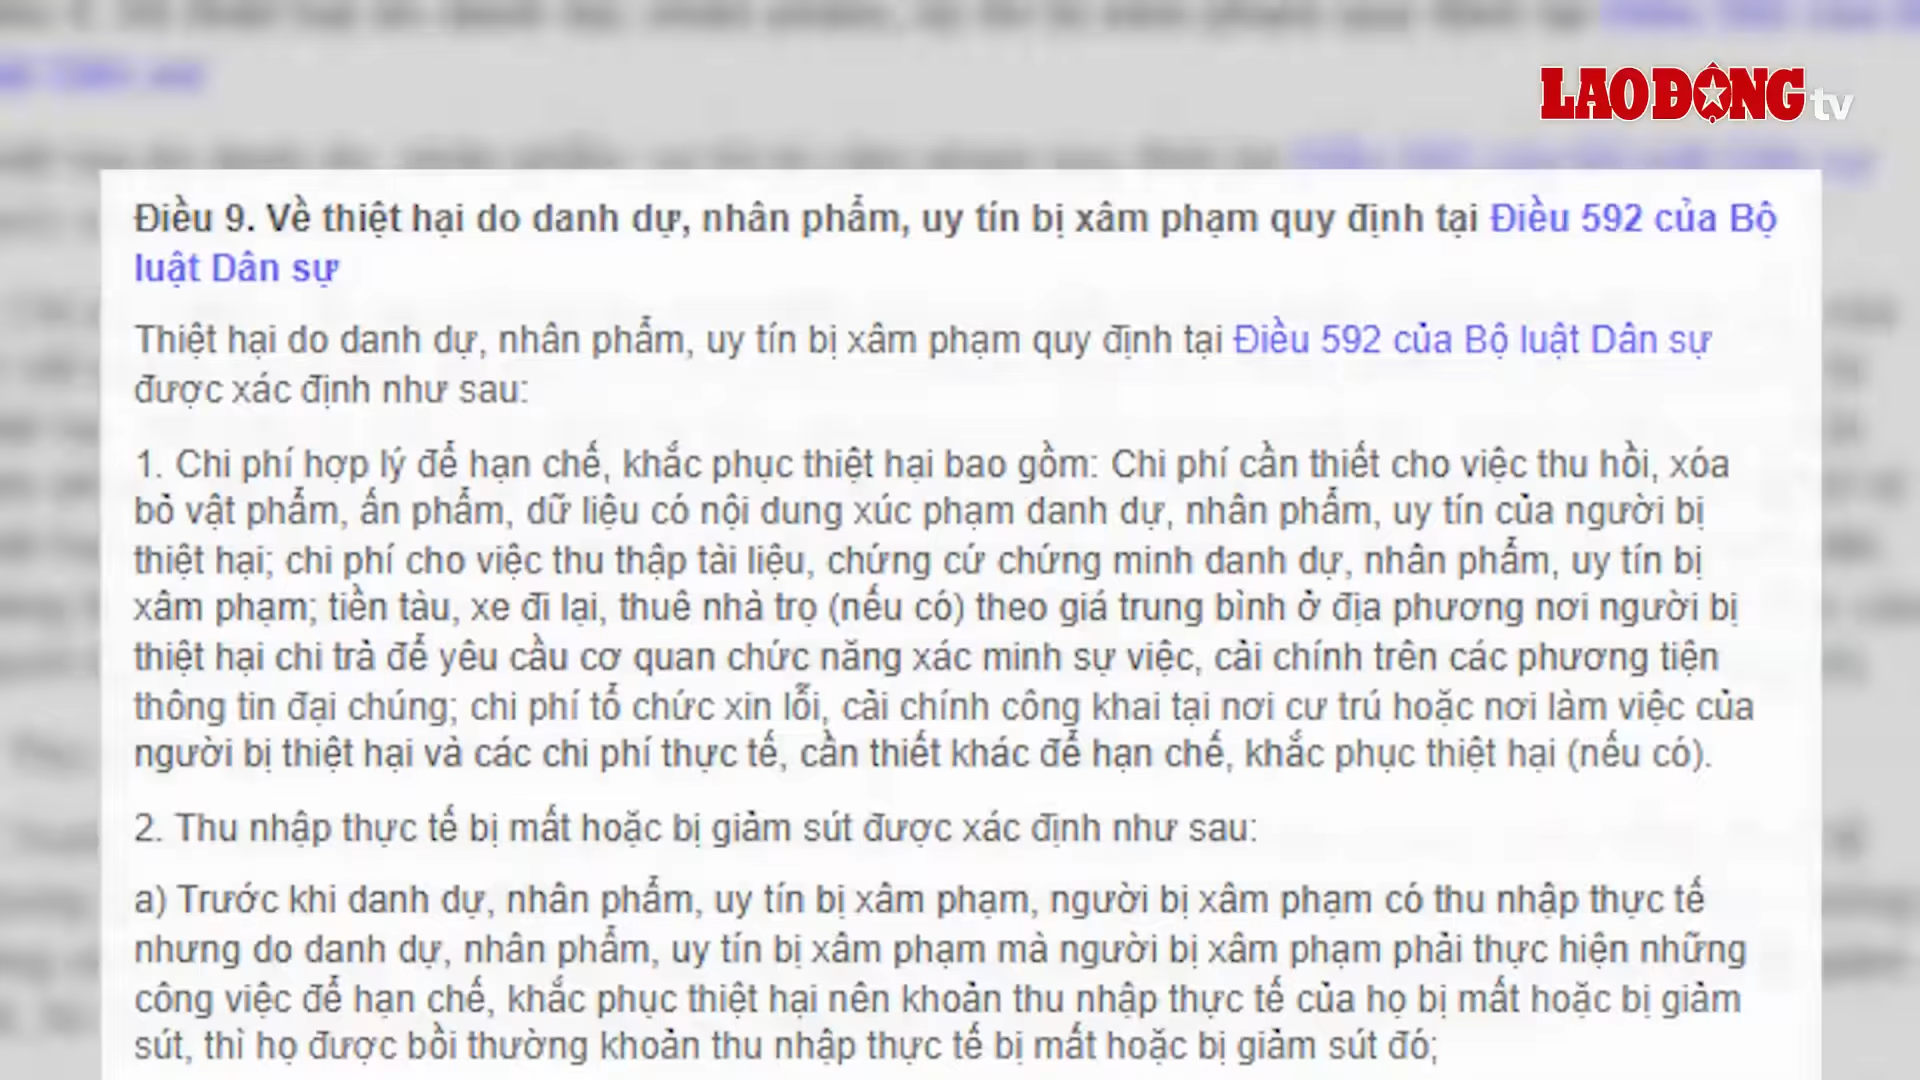 LAO ĐỘNG tv
Điều 9. Về thiệt hại do danh dự, nhân phẩm, uy tín bị xâm phạm quy định tại Điều 592 của Bộ
luật Dân sự
Thiệt hại do danh dự, nhân phẩm, uy tín bị xâm phạm quy định tại Điều 592 của Bộ luật Dân sự
được xác định như sau:
1. Chi phí hợp lý để hạn chế, khắc phục thiệt hại bao gồm: Chi phí cần thiết cho việc thu hồi, xóa
bỏ vật phẩm, ấn phẩm, dữ liệu có nội dung xúc phạm danh dự, nhân phẩm, uy tín của người bị
thiệt hại; chi phí cho việc thu thập tài liệu, chứng cứ chứng minh danh dự, nhân phẩm, uy tín bị
xâm phạm; tiền tàu, xe đi lại, thuê nhà trọ (nếu có) theo giá trung bình ở địa phương nơi người bị
thiệt hại chi trả để yêu cầu cơ quan chức năng xác minh sự việc, cải chính trên các phương tiện
thông tin đại chúng; chi phí tổ chức xin lỗi, cải chính công khai tại nơi cư trú hoặc nơi làm việc của
người bị thiệt hại và các chi phí thực tế, cần thiết khác để hạn chế, khắc phục thiệt hại (nếu có).
2. Thu nhập thực tế bị mất hoặc bị giảm sút được xác định như sau:
a) Trước khi danh dự, nhân phẩm, uy tín bị xâm phạm, người bị xâm phạm có thu nhập thực tế
nhưng do danh dự, nhân phẩm, uy tín bị xâm phạm mà người bị xâm phạm phải thực hiện những
công việc để hạn chế, khắc phục thiệt hại nên khoản thu nhập thực tế của họ bị mất hoặc bị giảm
sút, thì họ được bồi thường khoản thu nhập thực tế bị mất hoặc bị giảm sút đó;